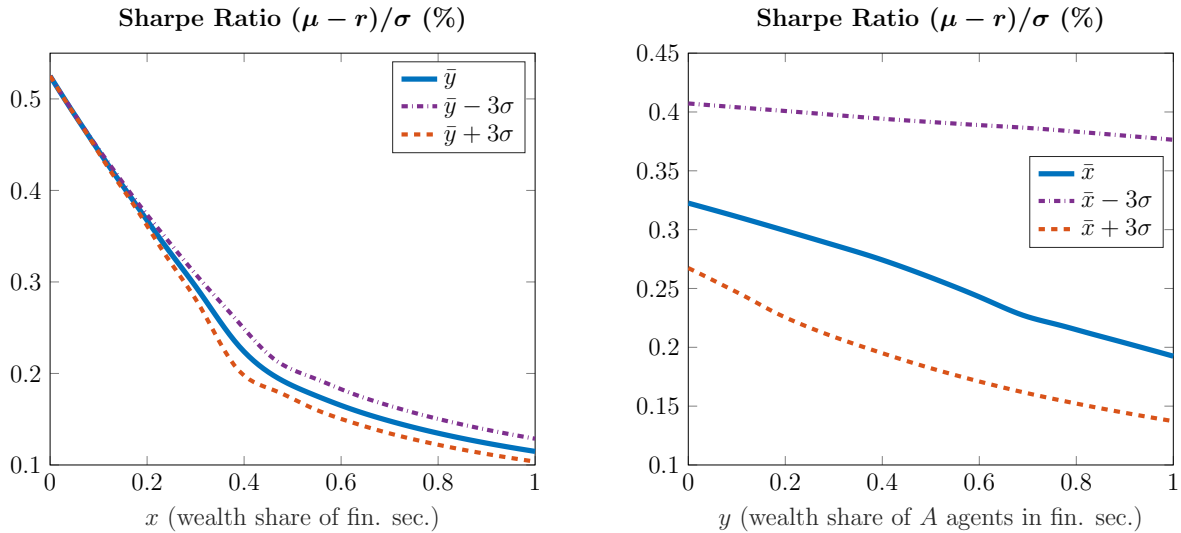 Sharpe Ratio (μ − r)/σ (%)
ȳ
ȳ − 3σ
ȳ + 3σ
0.5
0.4
0.3
0.2
0.1
0
0.2
0.4
0.6
0.8
1
x (wealth share of fin. sec.)
Sharpe Ratio (μ − r)/σ (%)
0.45
0.4
0.35
0.3
0.25
0.2
0.15
0.1
x̄
x̄ − 3σ
x̄ + 3σ
0
0.2
0.4
0.6
0.8
1
y (wealth share of A agents in fin. sec.)